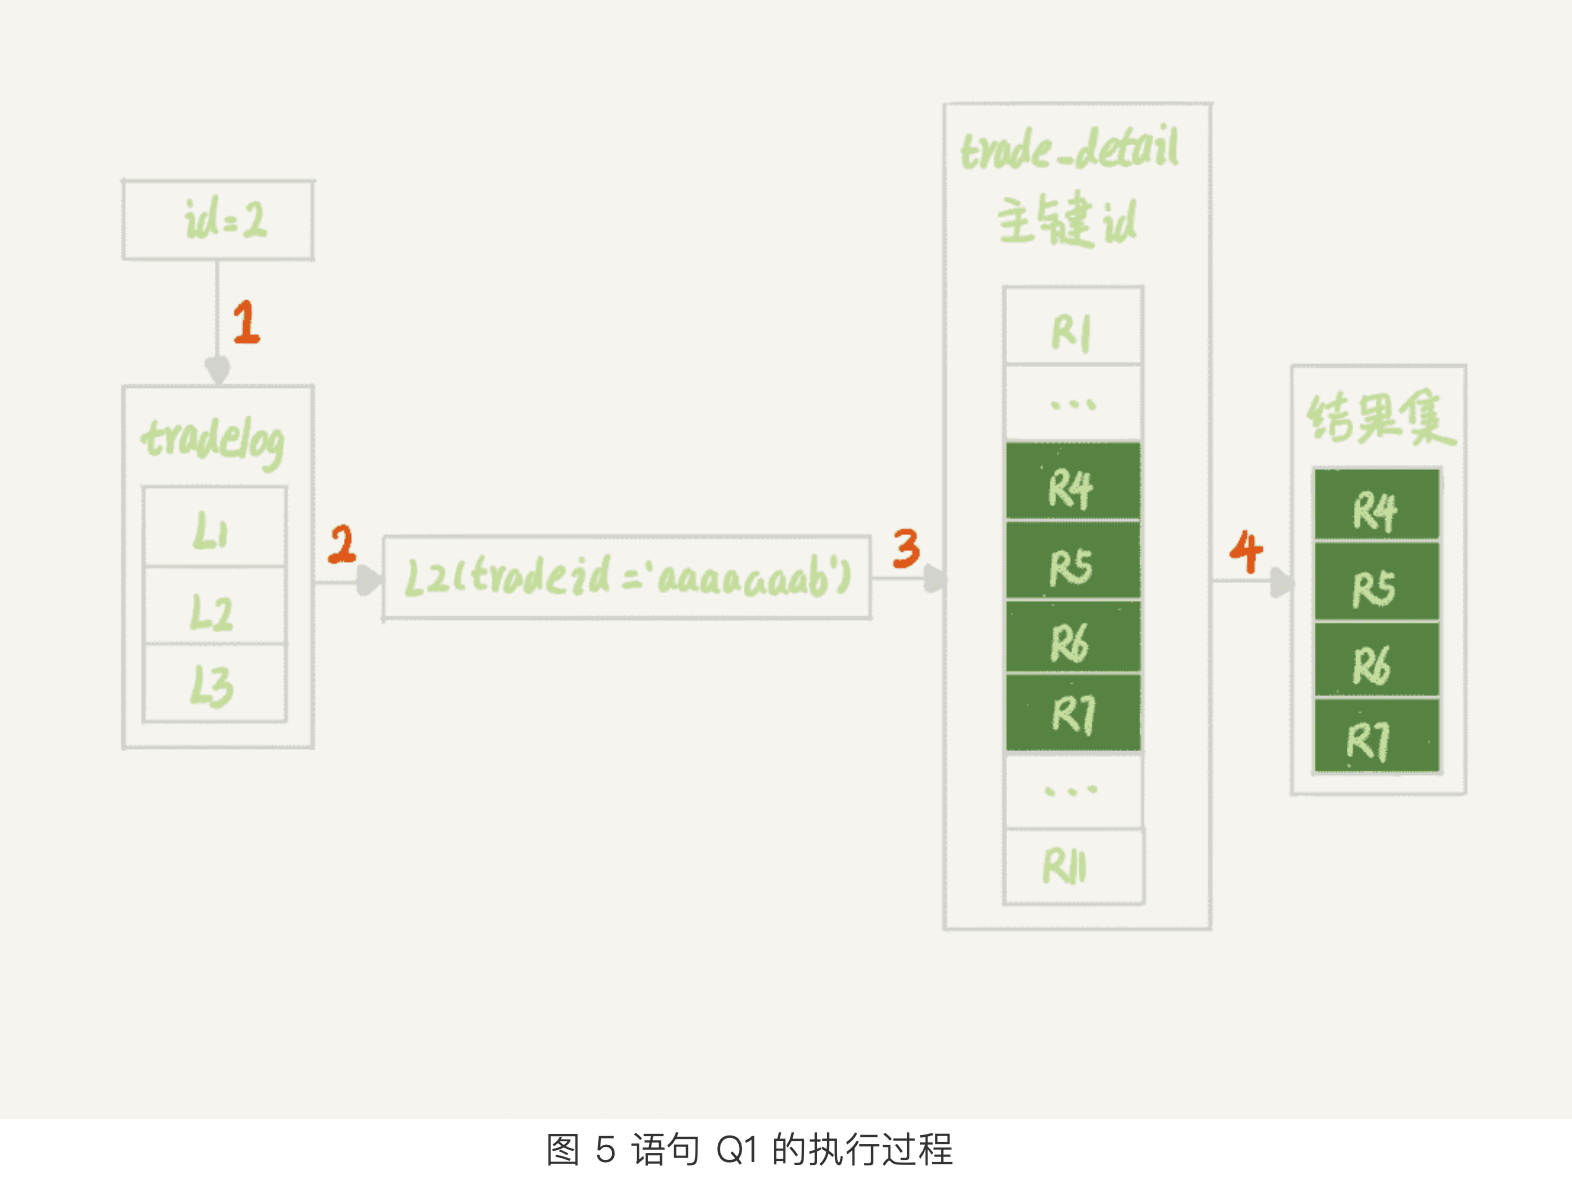 id=2
1
tradelog
L1
L2
L3
2
L2(tradeid='aaaaaaab')
3
trade_detail
主键id
R1
...
R4
R5
R6
R7
...
R11
4
结果集
R4
R5
R6
R7
图 5 语句 Q1 的执行过程